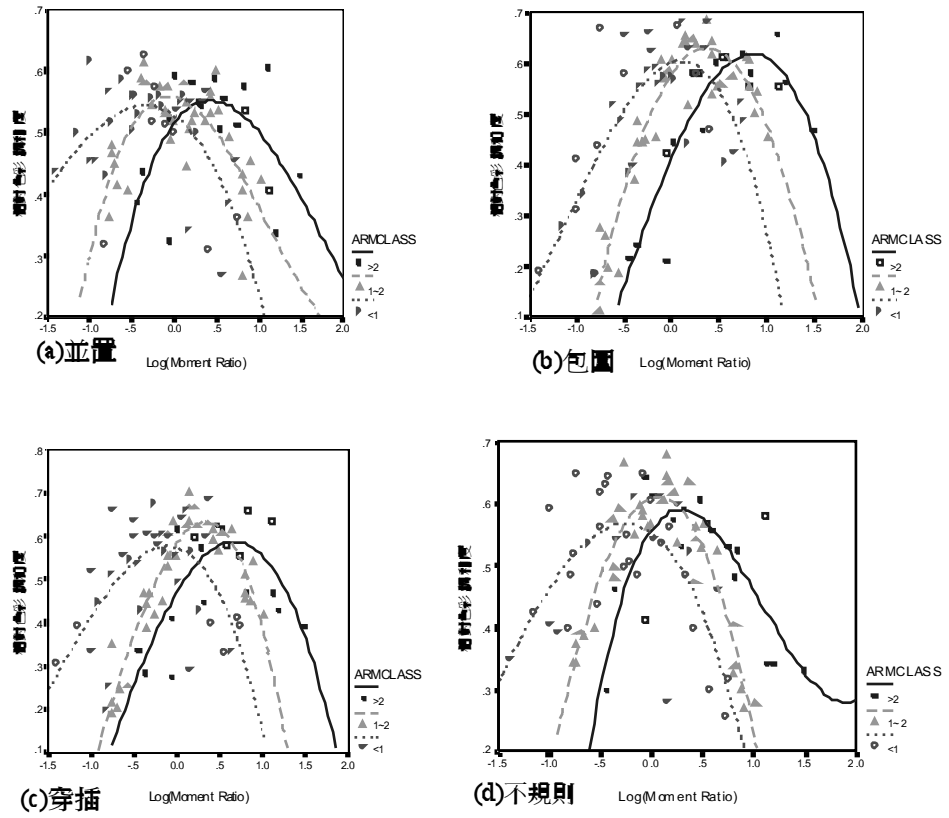 .7
.6
.5
.4
.3
.2
-1.5 -1.0 -.5 0.0 .5 1.0 1.5 2.0
ARMCLASS
>2
1~2
<1
(a)並置
Log(Moment Ratio)
.7
.6
.5
.4
.3
.2
.1
-1.5 -1.0 -.5 0.0 .5 1.0 1.5 2.0
ARMCLASS
>2
1~2
<1
(b)包圍
Log(Moment Ratio)
.8
.7
.6
.5
.4
.3
.2
.1
-1.5 -1.0 -.5 0.0 .5 1.0 1.5 2.0
ARMCLASS
>2
1~2
<1
(c)穿插
Log(Moment Ratio)
.7
.6
.5
.4
.3
.2
-1.5 -1.0 -.5 0.0 .5 1.0 1.5 2.0
ARMCLASS
>2
1~2
<1
(d)不規則
Log(Moment Ratio)